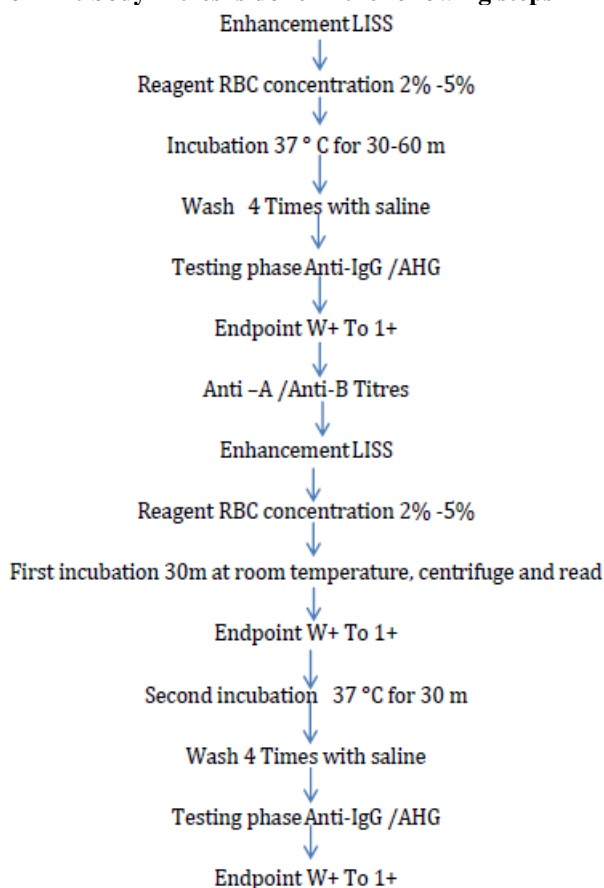 the following steps
Enhancement LISS
Reagent RBC concentration 2% -5%
Incubation 37 ° C for 30-60 m
Wash 4 Times with saline
Testing phase Anti-IgG /AHG
Endpoint W+ To 1+
Anti –A /Anti-B Titres
Enhancement LISS
Reagent RBC concentration 2% -5%
First incubation 30m at room temperature, centrifuge and read
Endpoint W+ To 1+
Second incubation 37 °C for 30 m
Wash 4 Times with saline
Testing phase Anti-IgG /AHG
Endpoint W+ To 1+